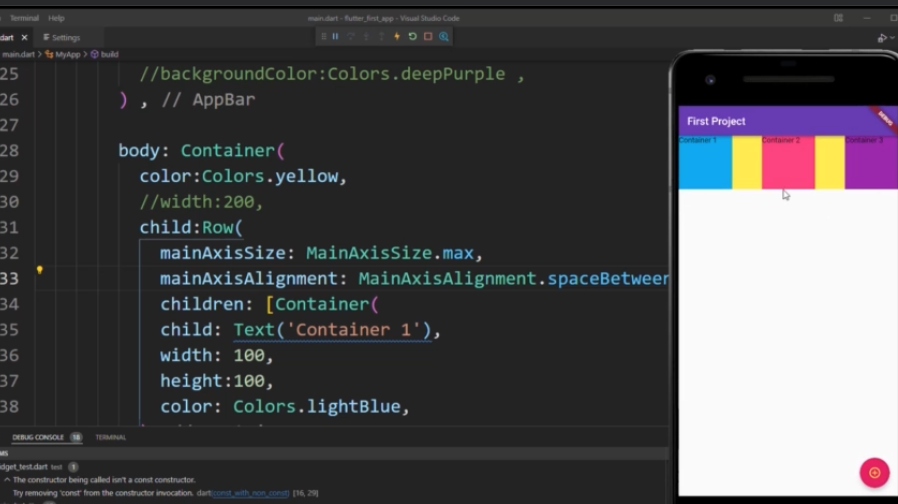 Terminal Help
main.dart - flutter_first_app - Visual Studio Code
dart
Settings
main.dart > MyApp > build
25 //backgroundColor:Colors.deepPurple ,
26 ) , // AppBar
27
28 body: Container(
29 color:Colors.yellow,
30 //width:200,
31 child:Row(
32 mainAxisSize: MainAxisSize.max,
33 mainAxisAlignment: MainAxisAlignment.spaceBetween
34 children: [Container(
35 child: Text('Container 1'),
36 width: 100,
37 height:100,
38 color: Colors.lightBlue,
DEBUG CONSOLE 18 TERMINAL
MS
dget_test.dart test 1
The constructor being called isn't a const constructor.
Try removing 'const' from the constructor invocation. dart(const_with_non_const) [16, 29]
First Project
DEBUG
Container 1
Container 2
Container 3